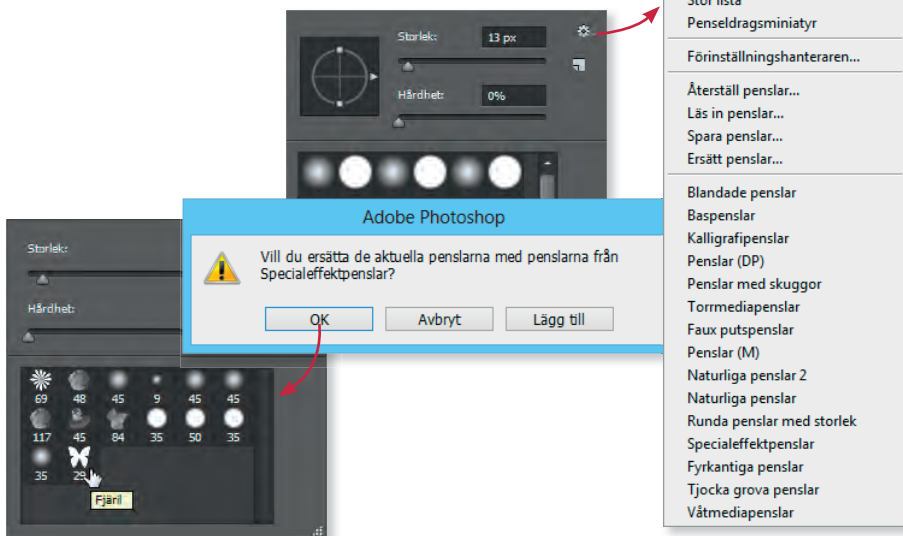 Storlek:
13 px
Hårdhet:
0%
Stor lista
Penseldragsminiatyr
Förinställningshanteraren...
Återställ penslar...
Läs in penslar...
Spara penslar...
Ersätt penslar...
Blandade penslar
Baspenslar
Kalligrafipenslar
Penslar (DP)
Penslar med skuggor
Torrmediapenslar
Faux putspenslar
Penslar (M)
Naturliga penslar 2
Naturliga penslar
Runda penslar med storlek
Specialeffektpenslar
Fyrkantiga penslar
Tjocka grova penslar
Våtmediapenslar
Adobe Photoshop
Vill du ersätta de aktuella penslarna med penslarna från
Specialeffektpenslar?
OK Avbryt Lägg till
Storlek:
Hårdhet:
69 48 45 9 45 45
117 45 84 35 50 35
35 29
Fjäril